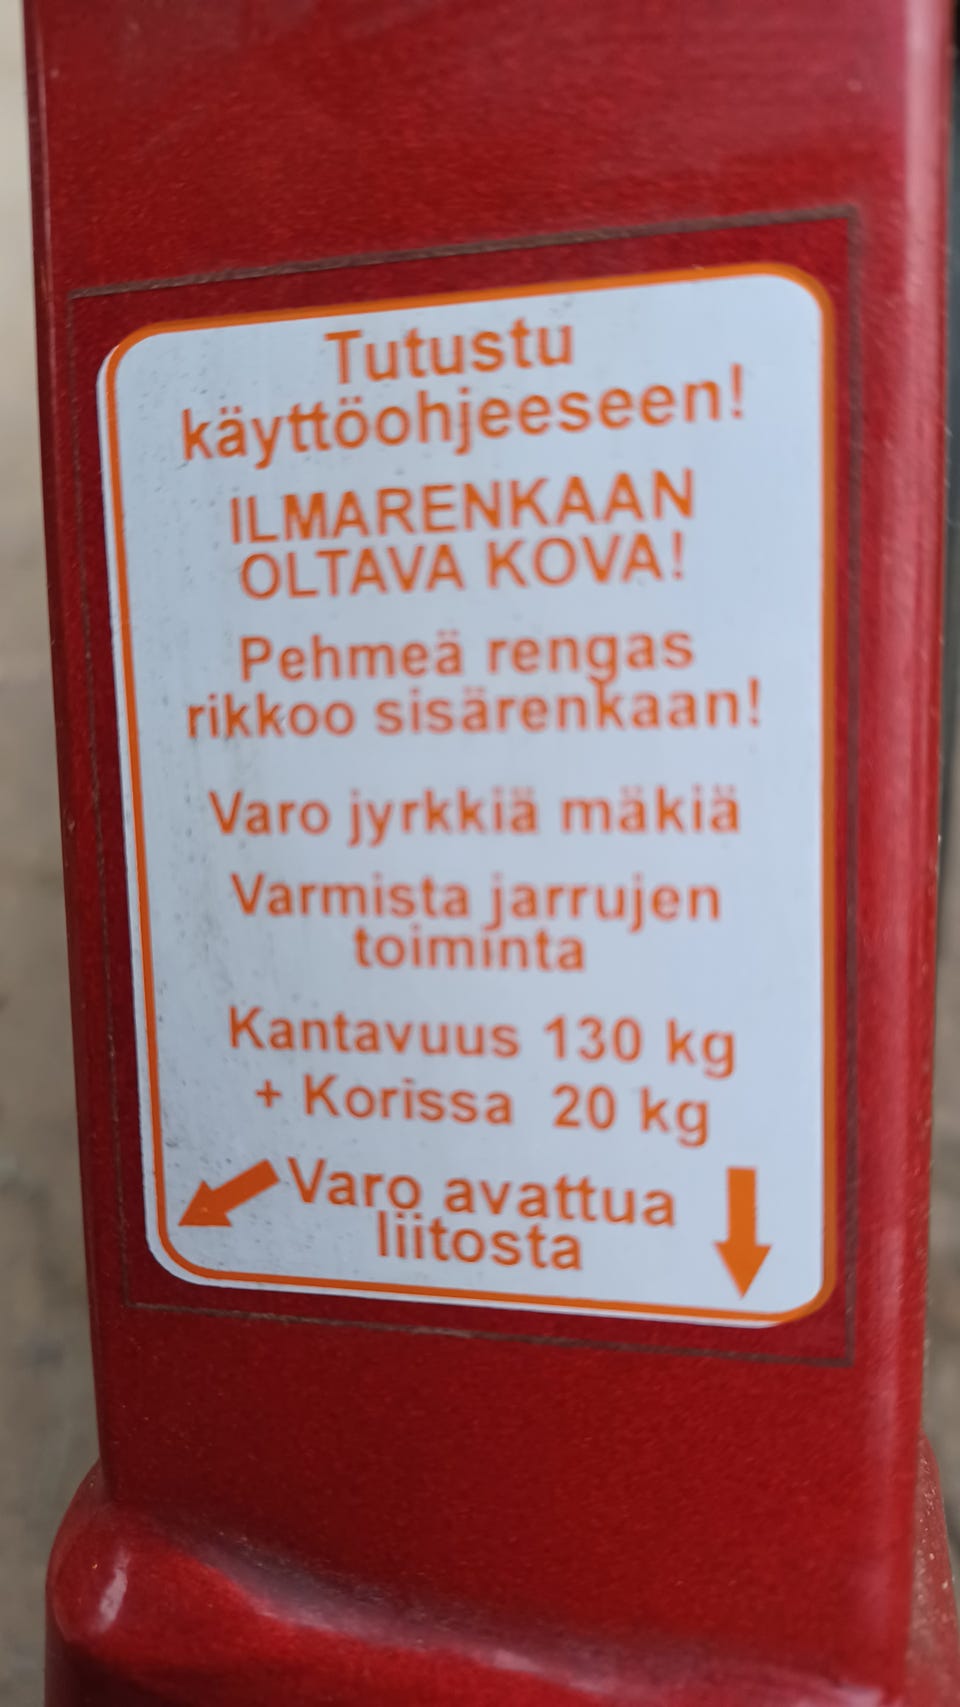 Tutustu
käyttöohjeeseen!
ILMARENKAAN
OLTAVA KOVA!
Pehmeä rengas
rikkoo sisärenkaan!
Varo jyrkkiä mäkiä
Varmista jarrujen
toiminta
Kantavuus 130 kg
+ Korissa 20 kg
Varo avattua
liitosta